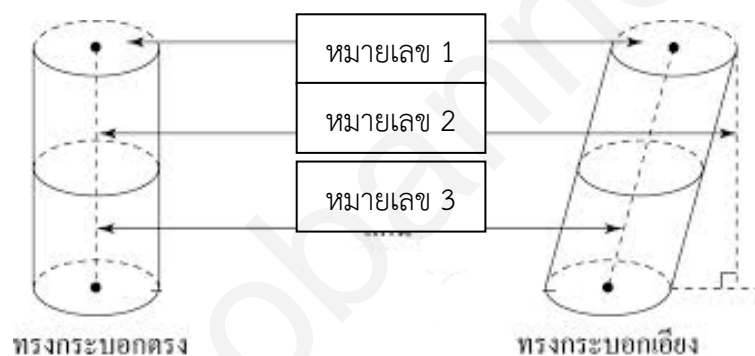 หมายเลข 1
หมายเลข 2
หมายเลข 3
ทรงกระบอกตรง
ทรงกระบอกเอียง